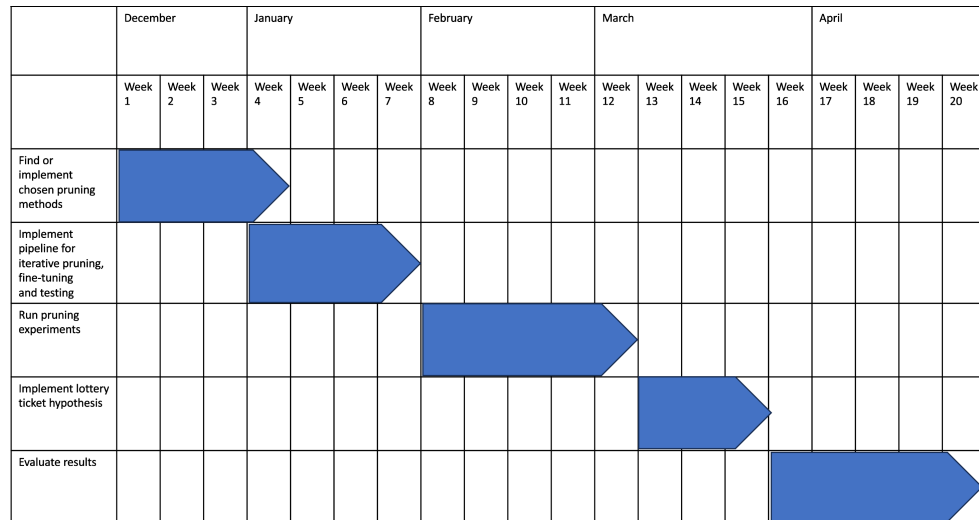 December January February March April
Week 1 Week 2 Week 3 Week 4 Week 5 Week 6 Week 7 Week 8 Week 9 Week 10 Week 11 Week 12 Week 13 Week 14 Week 15 Week 16 Week 17 Week 18 Week 19 Week 20
Find or
implement
chosen pruning
methods
Implement
pipeline for
iterative pruning,
fine-tuning
and testing
Run pruning
experiments
Implement lottery
ticket hypothesis
Evaluate results